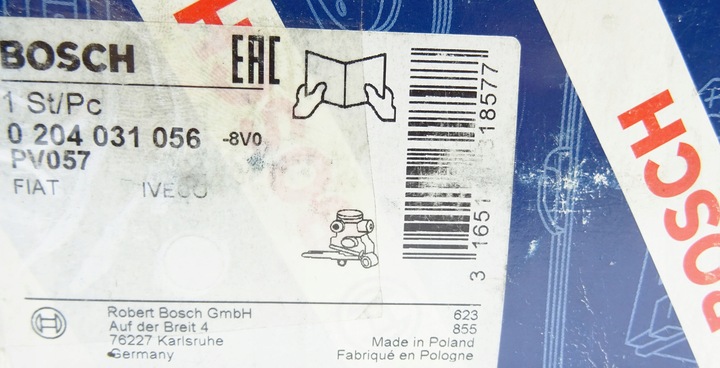 BOSCH
EAC
1 St/Pc
0 204 031 056 -8V0
PV057
FIAT IVECO
3 1651 318577
Robert Bosch GmbH
Auf der Breit 4
76227 Karlsruhe
Germany
623
855
Made in Poland
Fabriqué en Pologne
BOSCH